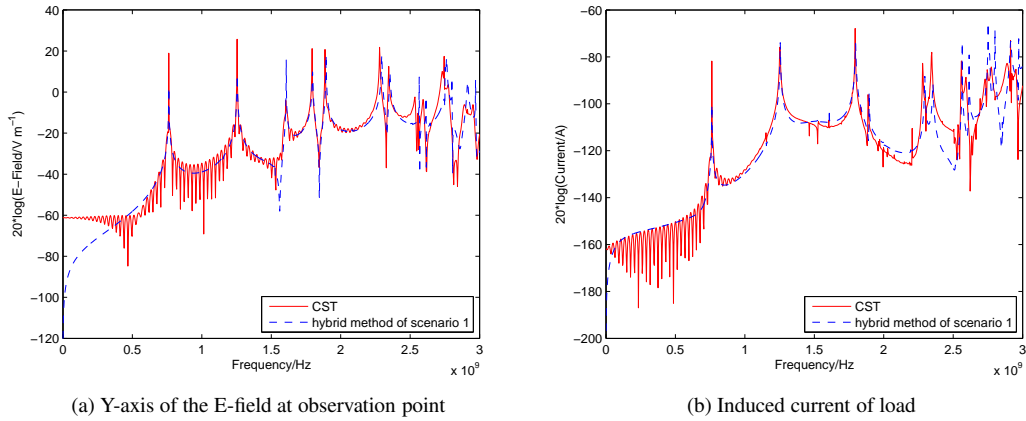 40
20
0
−20
−40
−60
−80
−100
−120
20*log(E−Field/V m⁻¹)
0 0.5 1 1.5 2 2.5 3
Frequency/Hz
x 10⁹
CST
hybrid method of scenario 1
(a) Y-axis of the E-field at observation point
−60
−80
−100
−120
−140
−160
−180
−200
20*log(Current/A)
0 0.5 1 1.5 2 2.5 3
Frequency/Hz
x 10⁹
CST
hybrid method of scenario 1
(b) Induced current of load